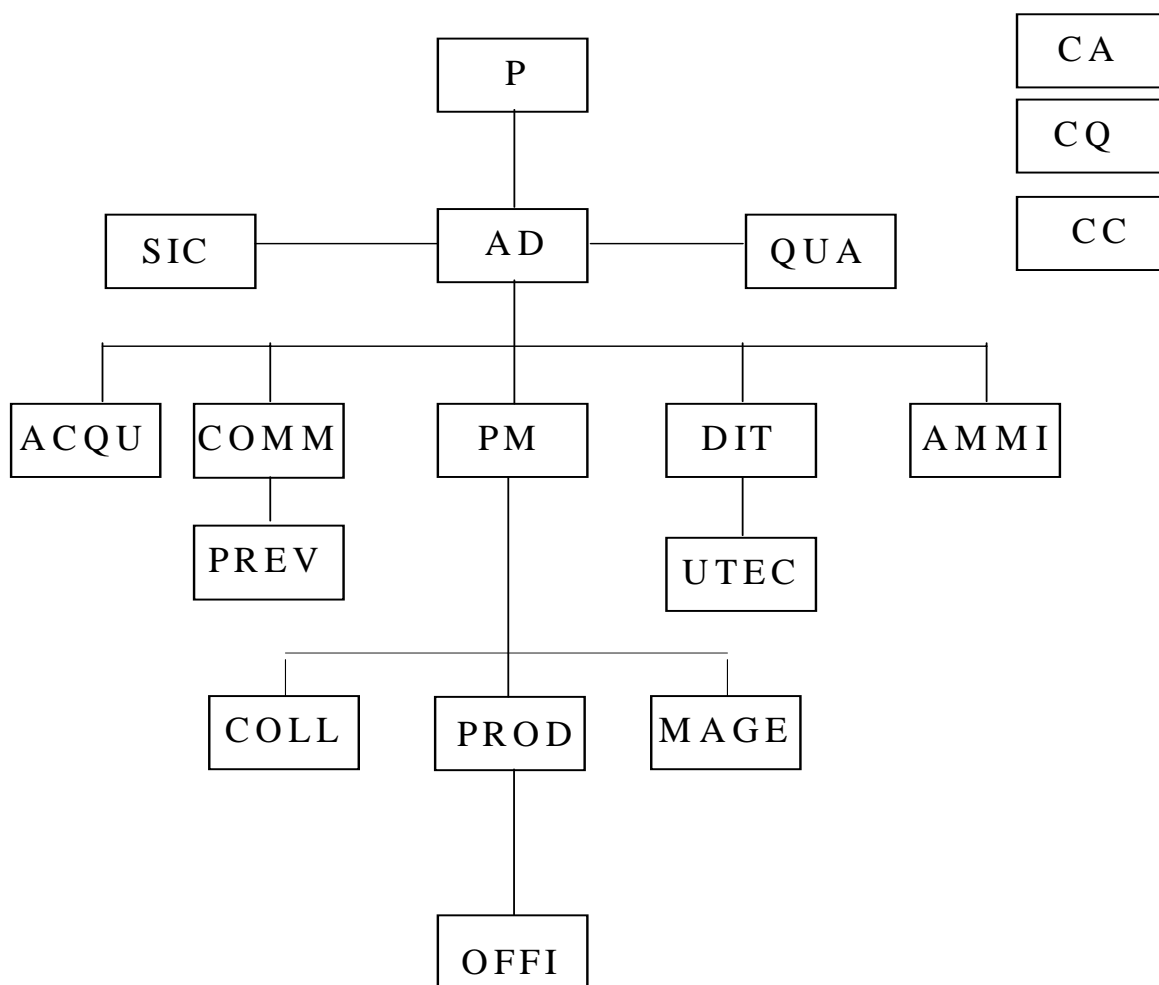 P
CA
CQ
SIC
AD
QUA
CC
ACQU
COMM
PM
DIT
AMMI
PREV
UTEC
COLL
PROD
MAGE
OFFI